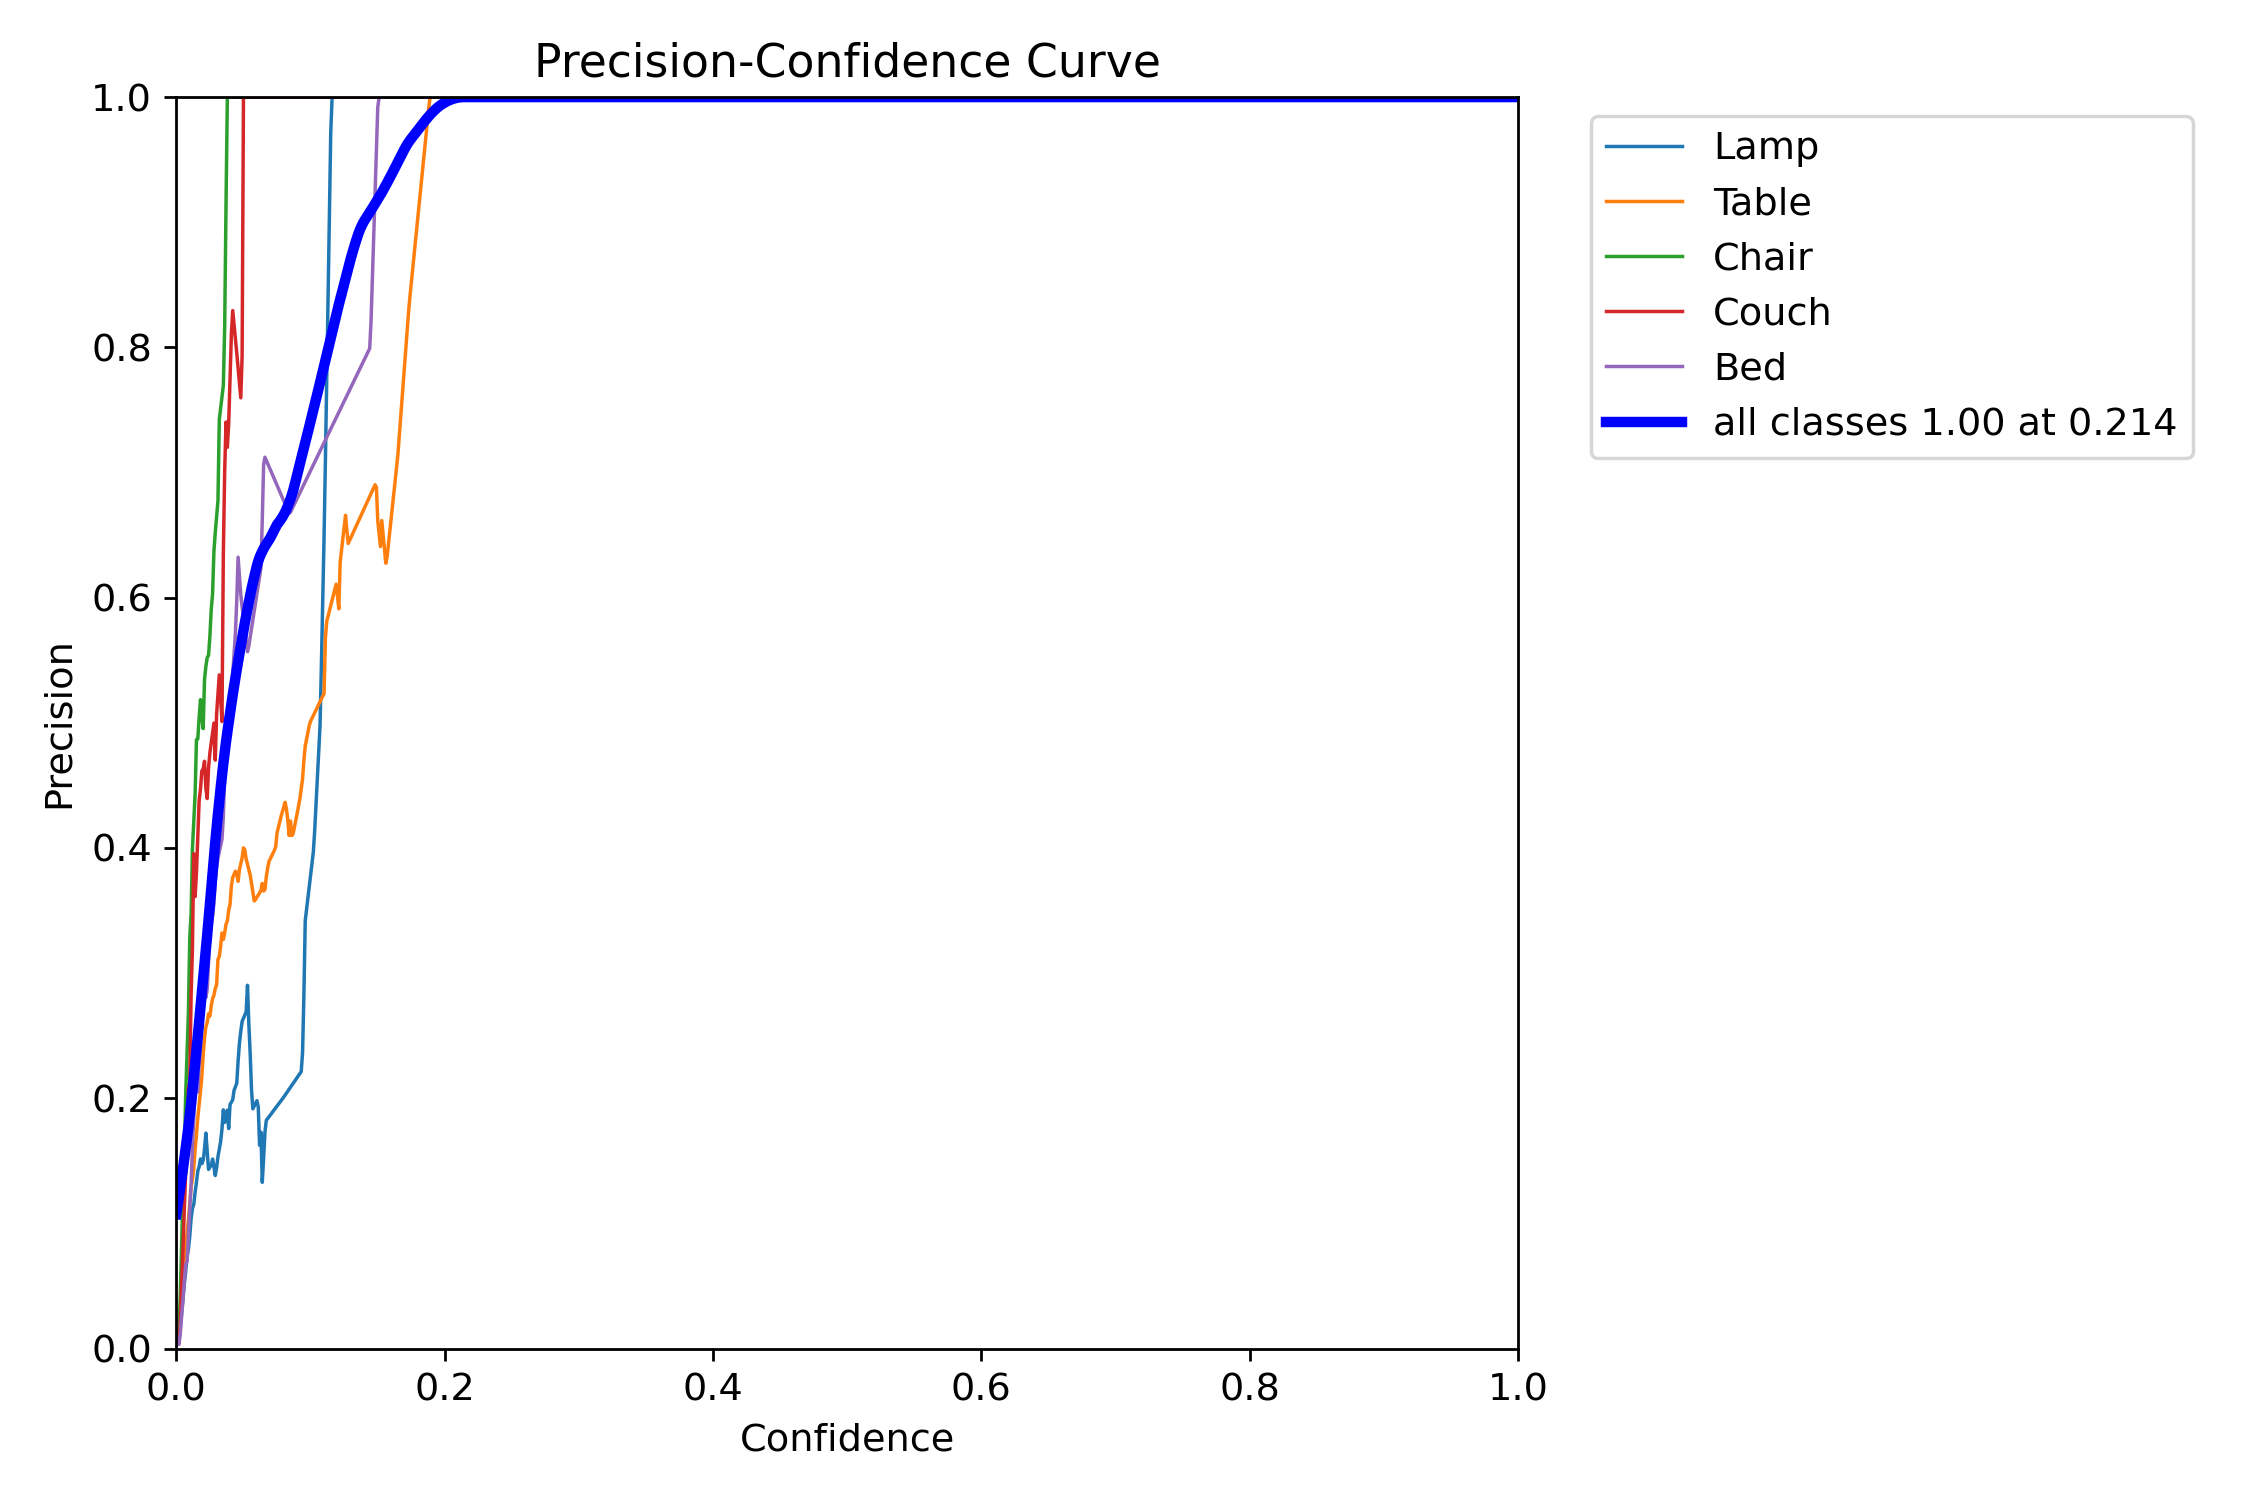 Precision-Confidence Curve
1.0
0.8
0.6
0.4
0.2
0.0
Precision
0.0 0.2 0.4 0.6 0.8 1.0
Confidence
Lamp
Table
Chair
Couch
Bed
all classes 1.00 at 0.214